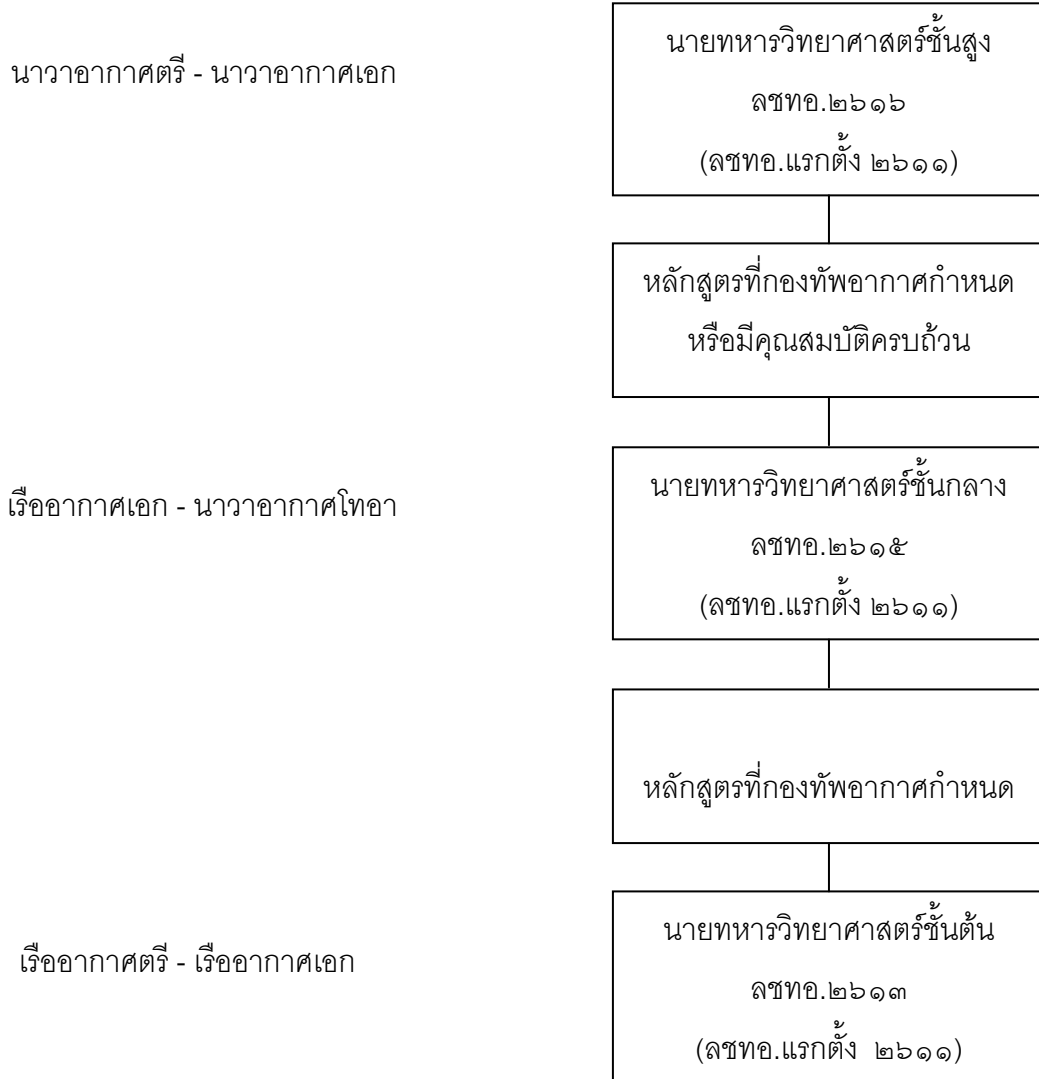 นายทหารวิทยาศาสตร์ชั้นสูง
นาวาอากาศตรี - นาวาอากาศเอก
ลชทอ.๒๖๑๖
(ลชทอ.แรกตั้ง ๒๖๑๑)
หลักสูตรที่กองทัพอากาศกำหนด
หรือมีคุณสมบัติครบถ้วน
นายทหารวิทยาศาสตร์ชั้นกลาง
เรืออากาศเอก - นาวาอากาศโทอา
ลชทอ.๒๖๑๕
(ลชทอ.แรกตั้ง ๒๖๑๑)
หลักสูตรที่กองทัพอากาศกำหนด
นายทหารวิทยาศาสตร์ชั้นต้น
เรืออากาศตรี - เรืออากาศเอก
ลชทอ.๒๖๑๓
(ลชทอ.แรกตั้ง ๒๖๑๑)